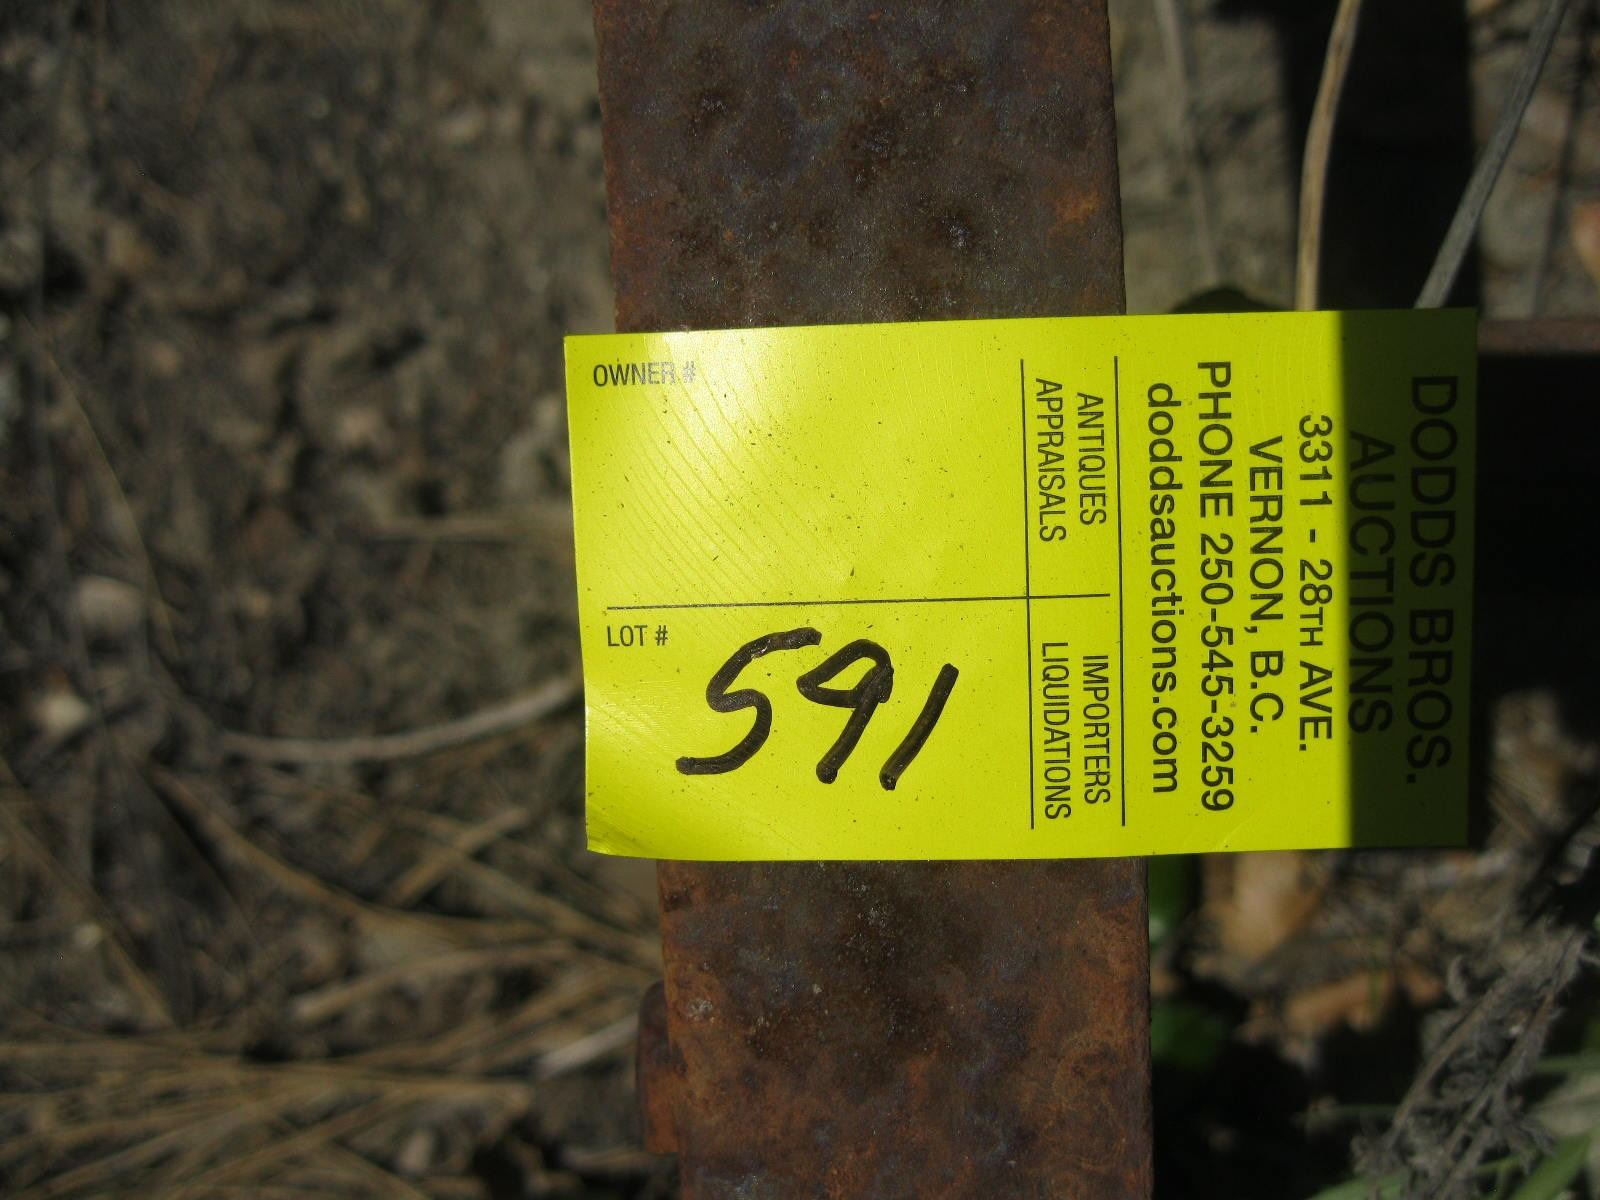 DODDS BROS.
AUCTIONS
3311 - 28TH AVE.
VERNON, B.C.
PHONE 250-545-3259
doddsauctions.com
ANTIQUES
APPRAISALS
IMPORTERS
LIQUIDATIONS
OWNER #
LOT #
591